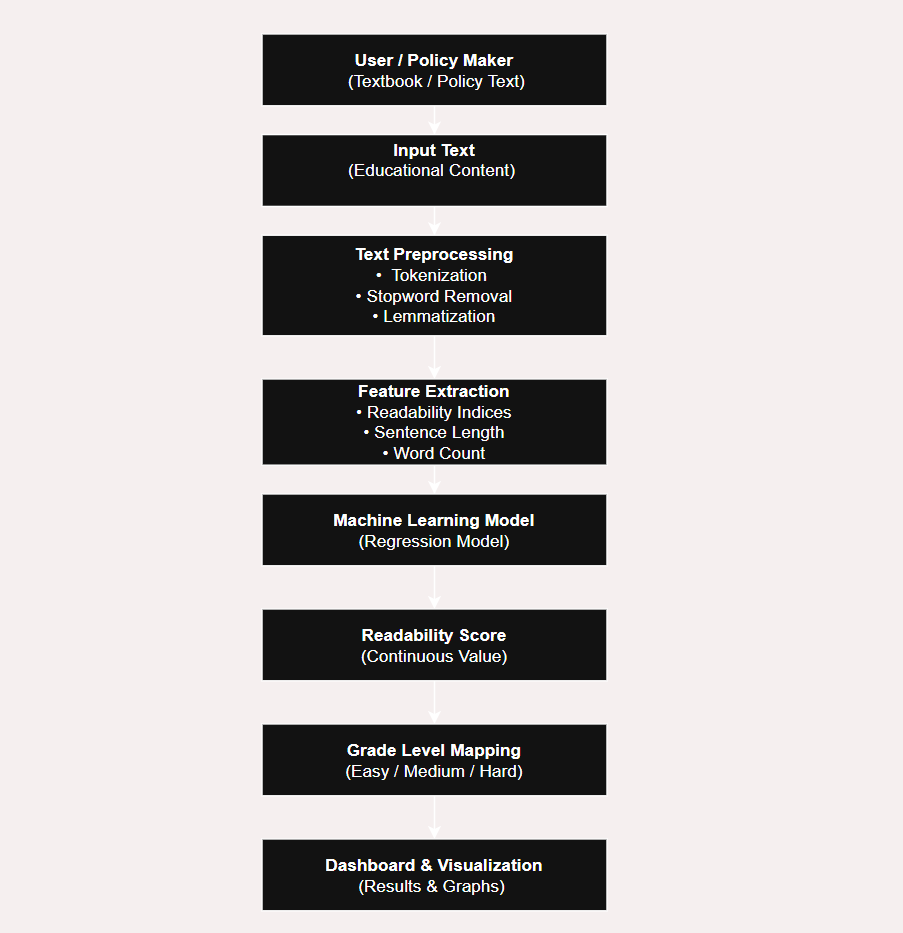 User / Policy Maker
(Textbook / Policy Text)
Input Text
(Educational Content)
Text Preprocessing
• Tokenization
• Stopword Removal
• Lemmatization
Feature Extraction
• Readability Indices
• Sentence Length
• Word Count
Machine Learning Model
(Regression Model)
Readability Score
(Continuous Value)
Grade Level Mapping
(Easy / Medium / Hard)
Dashboard & Visualization
(Results & Graphs)